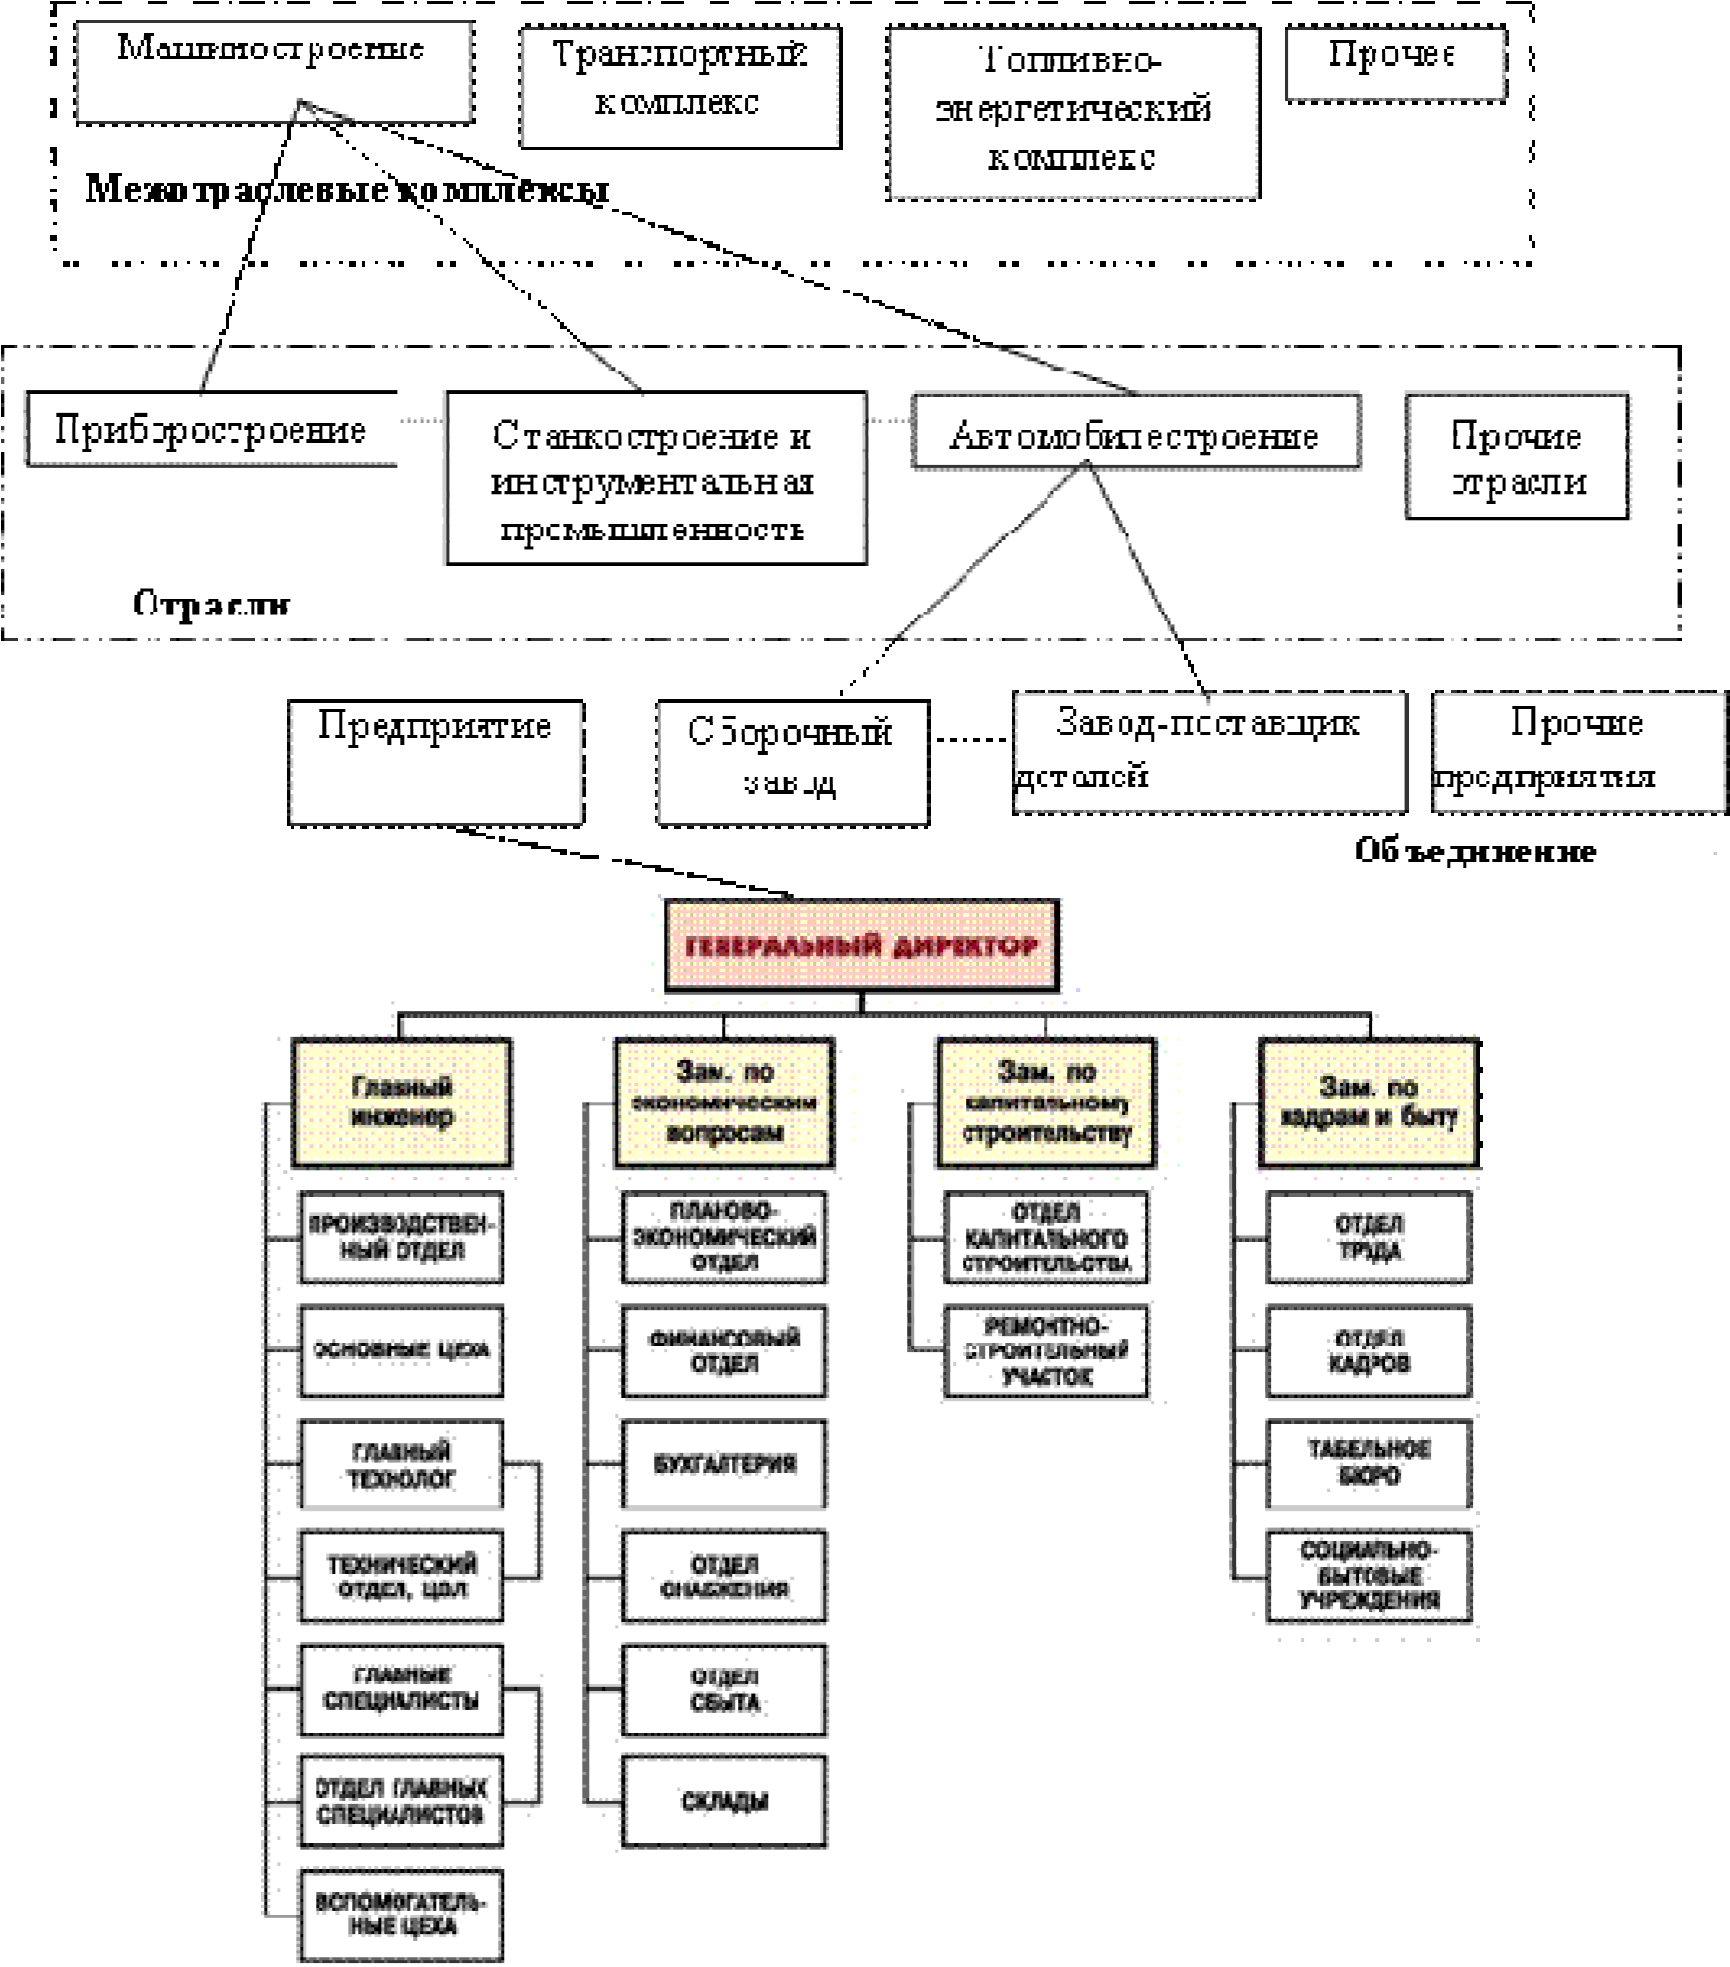 Машиностроение
Транспортный
комплекс
Топливно-
энергетический
комплекс
Прочее
Межотраслевые комплексы
Приборостроение
Станкостроение и
инструментальная
промышленность
Автомобилестроение
Прочие
отрасли
Отрасли
Предприятие
Сборочный
завод
Завод-поставщик
деталей
Прочие
предприятия
Объединение
ГЕНЕРАЛЬНЫЙ ДИРЕКТОР
Главный
инженер
Зам. по
экономическим
вопросам
Зам. по
капитальному
строительству
Зам. по
кадрам и быту
ПРОИЗВОДСТВЕН-
НЫЙ ОТДЕЛ
ОСНОВНЫЕ ЦЕХА
ГЛАВНЫЙ
ТЕХНОЛОГ
ТЕХНИЧЕСКИЙ
ОТДЕЛ, ЦЗЛ
ГЛАВНЫЕ
СПЕЦИАЛИСТЫ
ОТДЕЛ ГЛАВНЫХ
СПЕЦИАЛИСТОВ
ВСПОМОГАТЕЛЬ-
НЫЕ ЦЕХА
ПЛАНОВО-
ЭКОНОМИЧЕСКИЙ
ОТДЕЛ
ФИНАНСОВЫЙ
ОТДЕЛ
БУХГАЛТЕРИЯ
ОТДЕЛ
СНАБЖЕНИЯ
ОТДЕЛ
СБЫТА
СКЛАДЫ
ОТДЕЛ
КАПИТАЛЬНОГО
СТРОИТЕЛЬСТВА
РЕМОНТНО-
СТРОИТЕЛЬНЫЙ
УЧАСТОК
ОТДЕЛ
ТРУДА
ОТДЕЛ
КАДРОВ
ТАБЕЛЬНОЕ
БЮРО
СОЦИАЛЬНО-
БЫТОВЫЕ
УЧРЕЖДЕНИЯ